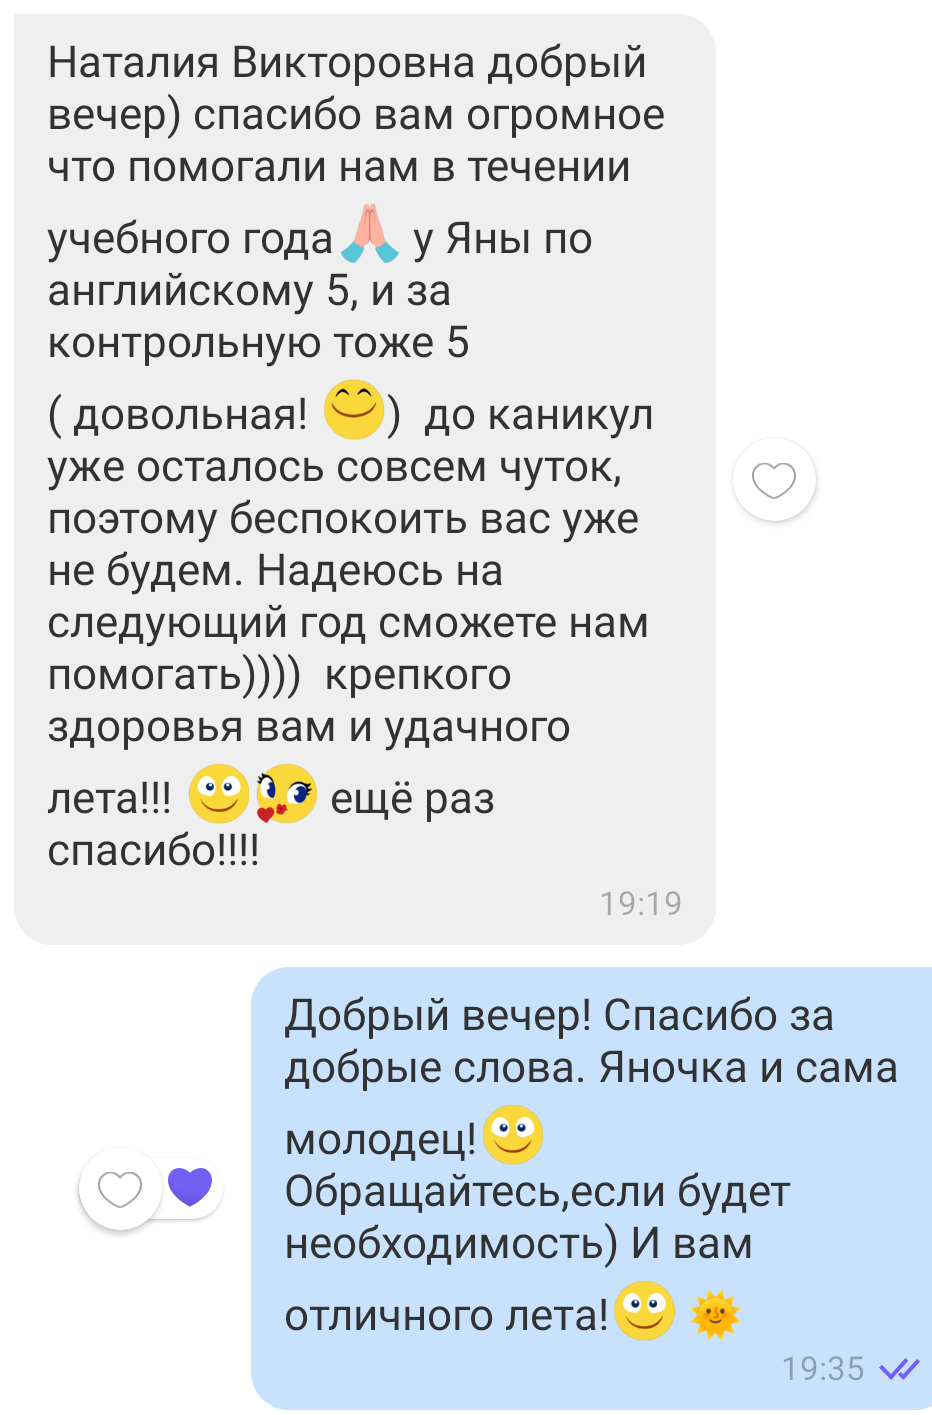 Наталия Викторовна добрый
вечер) спасибо вам огромное
что помогали нам в течении
учебного года🙏 у Яны по
английскому 5, и за
контрольную тоже 5
( довольная! 😊)  до каникул
уже осталось совсем чуток,
поэтому беспокоить вас уже
не будем. Надеюсь на
следующий год сможете нам
помогать))))  крепкого
здоровья вам и удачного
лета!!! 🙂😘 ещё раз
спасибо!!!!
19:19
Добрый вечер! Спасибо за
добрые слова. Яночка и сама
молодец!🙂
Обращайтесь,если будет
необходимость) И вам
отличного лета!🙂 🌞
19:35